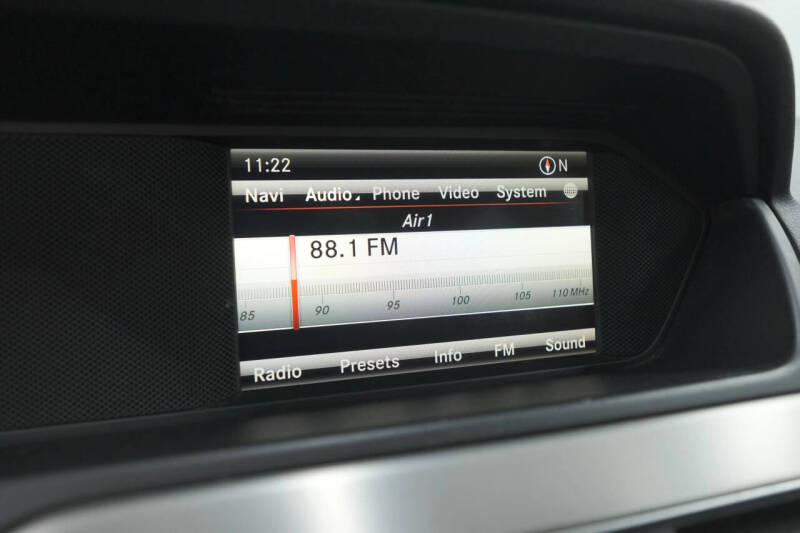 11:22 N
Navi Audio Phone Video System
Air1
88.1 FM
85 90 95 100 105 110 MHz
Radio Presets Info FM Sound